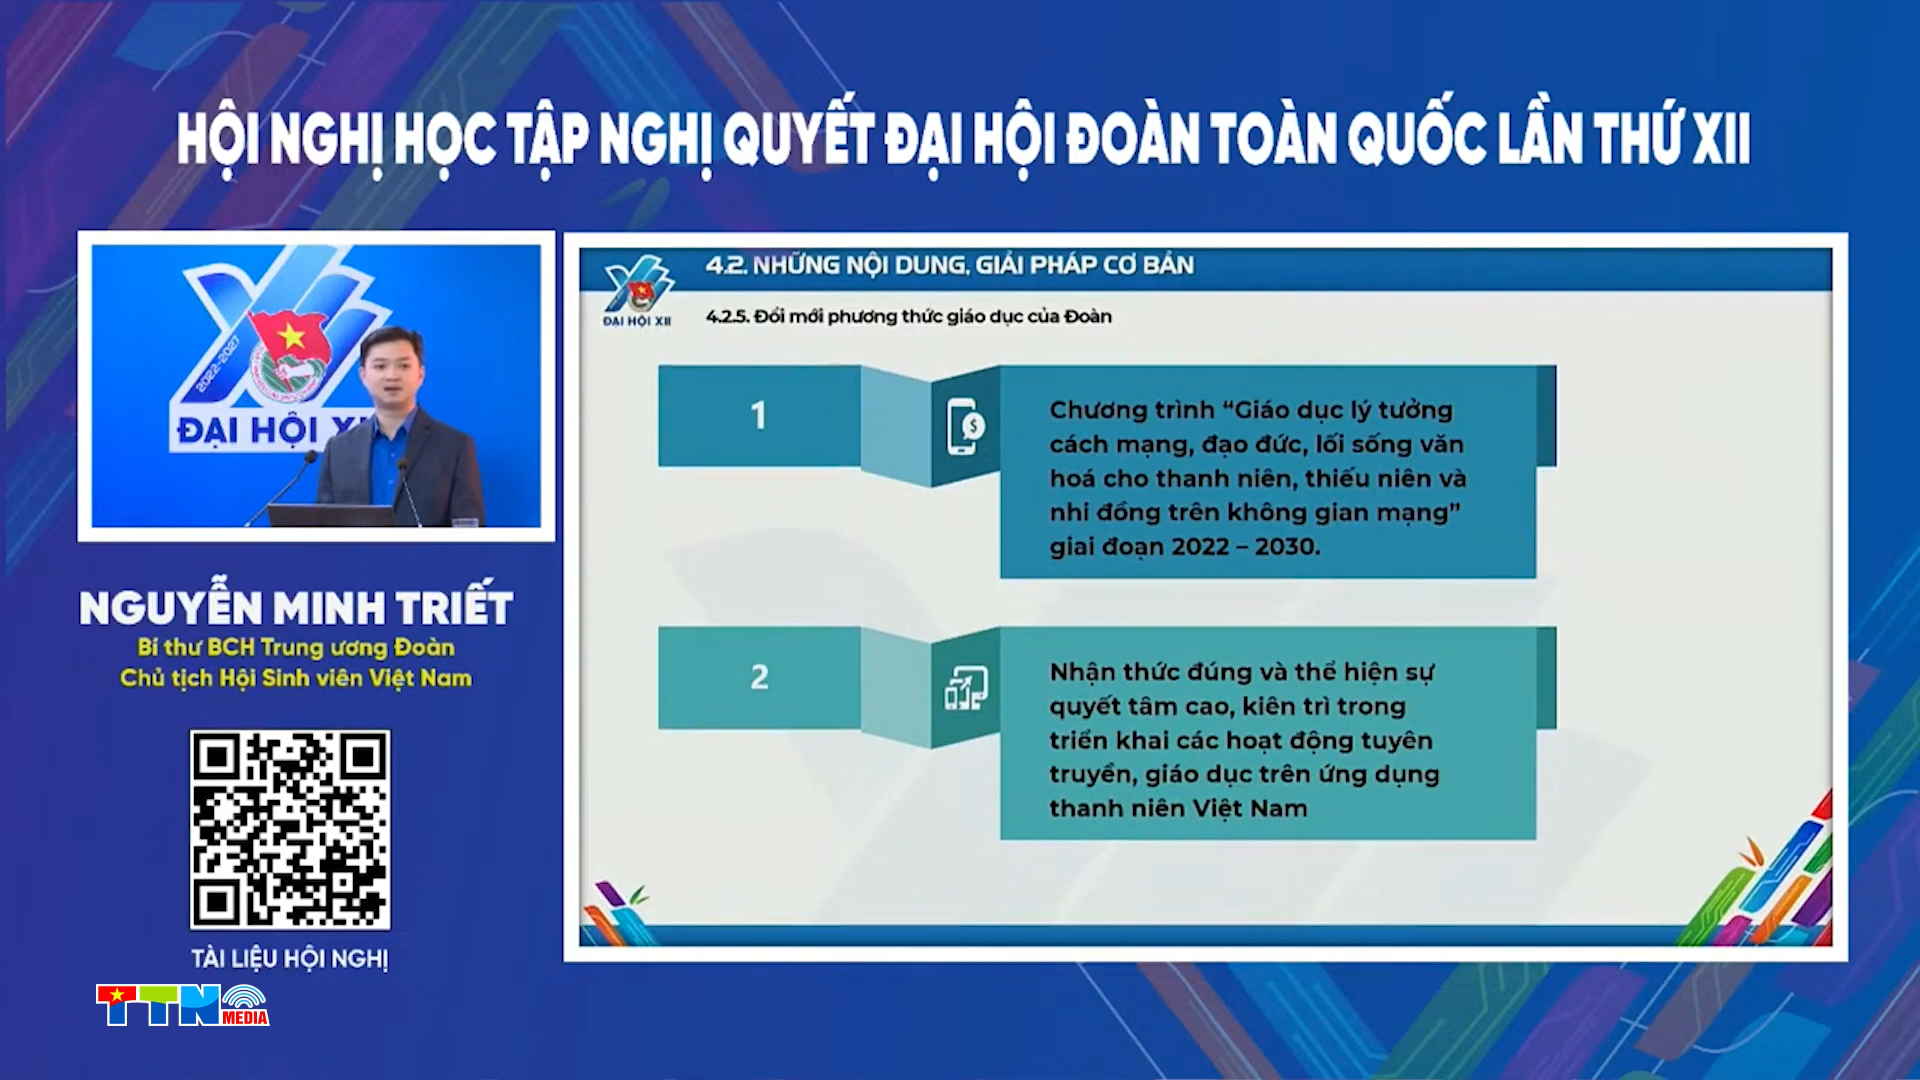 HỘI NGHỊ HỌC TẬP NGHỊ QUYẾT ĐẠI HỘI ĐOÀN TOÀN QUỐC LẦN THỨ XII
2022-2027
ĐẠI HỘI
NGUYỄN MINH TRIẾT
Bí thư BCH Trung ương Đoàn
Chủ tịch Hội Sinh viên Việt Nam
TÀI LIỆU HỘI NGHỊ
TTN
MEDIA
ĐẠI HỘI XII
4.2. NHỮNG NỘI DUNG, GIẢI PHÁP CƠ BẢN
4.2.5. Đổi mới phương thức giáo dục của Đoàn
1
Chương trình “Giáo dục lý tưởng
cách mạng, đạo đức, lối sống văn
hoá cho thanh niên, thiếu niên và
nhi đồng trên không gian mạng”
giai đoạn 2022 – 2030.
2
Nhận thức đúng và thể hiện sự
quyết tâm cao, kiên trì trong
triển khai các hoạt động tuyên
truyền, giáo dục trên ứng dụng
thanh niên Việt Nam